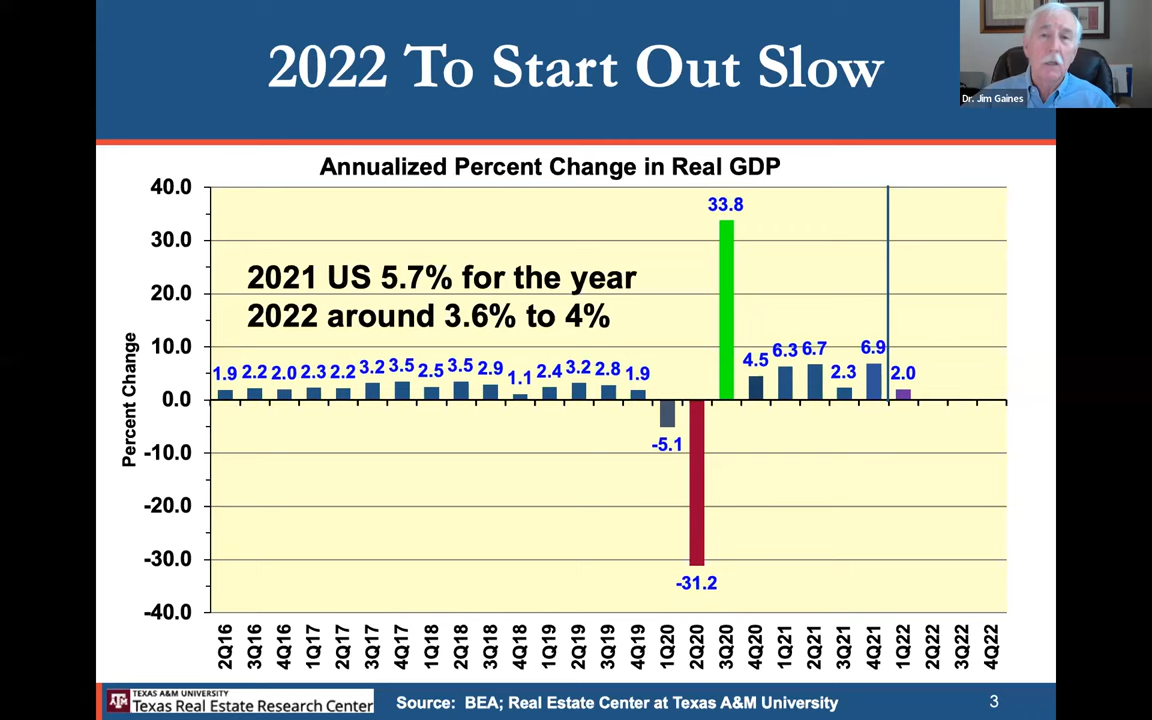 2022 To Start Out Slow
Dr. Jim Gaines
Annualized Percent Change in Real GDP
40.0
30.0
20.0
10.0
0.0
-10.0
-20.0
-30.0
-40.0
Percent Change
2021 US 5.7% for the year
2022 around 3.6% to 4%
1.9 2.2 2.0 2.3 2.2 3.2 3.5 2.5 3.5 2.9 1.1 2.4 3.2 2.8 1.9 -5.1 -31.2 33.8 4.5 6.3 6.7 2.3 6.9 2.0
2Q16 3Q16 4Q16 1Q17 2Q17 3Q17 4Q17 1Q18 2Q18 3Q18 4Q18 1Q19 2Q19 3Q19 4Q19 1Q20 2Q20 3Q20 4Q20 1Q21 2Q21 3Q21 4Q21 1Q22 2Q22 3Q22 4Q22
ATM
TEXAS A&M UNIVERSITY
Texas Real Estate Research Center
Source: BEA; Real Estate Center at Texas A&M University
3